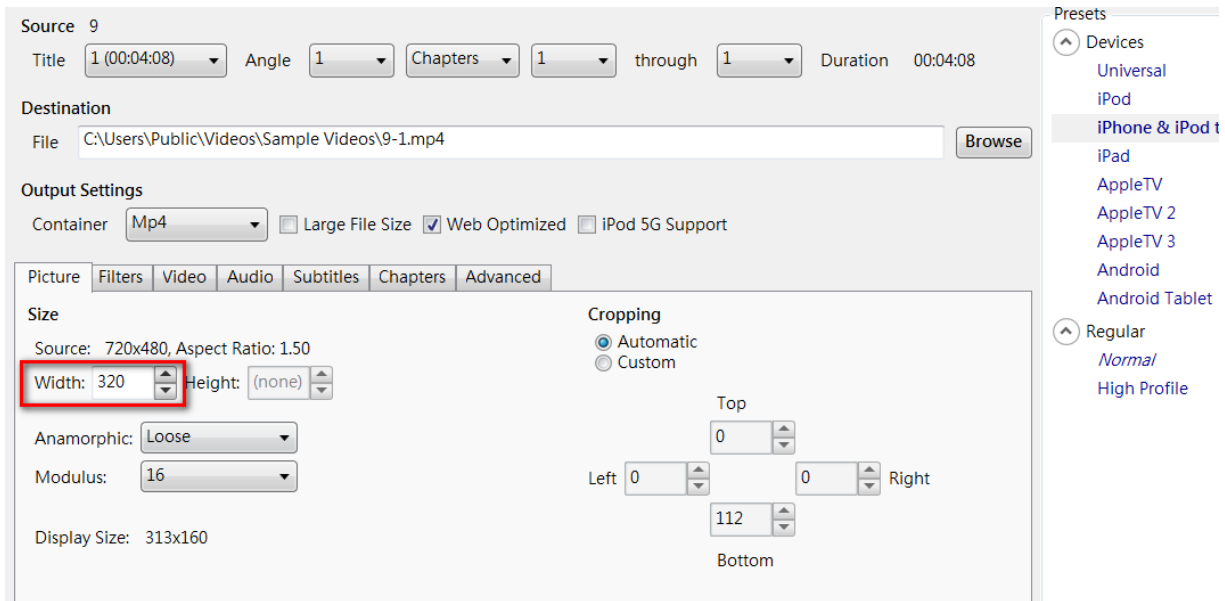 Source 9
Title 1 (00:04:08) Angle 1 Chapters 1 through 1 Duration 00:04:08
Destination
File C:\Users\Public\Videos\Sample Videos\9-1.mp4 Browse
Output Settings
Container Mp4 Large File Size Web Optimized iPod 5G Support
Picture Filters Video Audio Subtitles Chapters Advanced
Size
Source: 720x480, Aspect Ratio: 1.50
Width: 320 Height: (none)
Anamorphic: Loose
Modulus: 16
Display Size: 313x160
Cropping
Automatic
Custom
Top
0
Left 0 0 Right
112
Bottom
Presets
Devices
Universal
iPod
iPhone & iPod t
iPad
AppleTV
AppleTV 2
AppleTV 3
Android
Android Tablet
Regular
Normal
High Profile